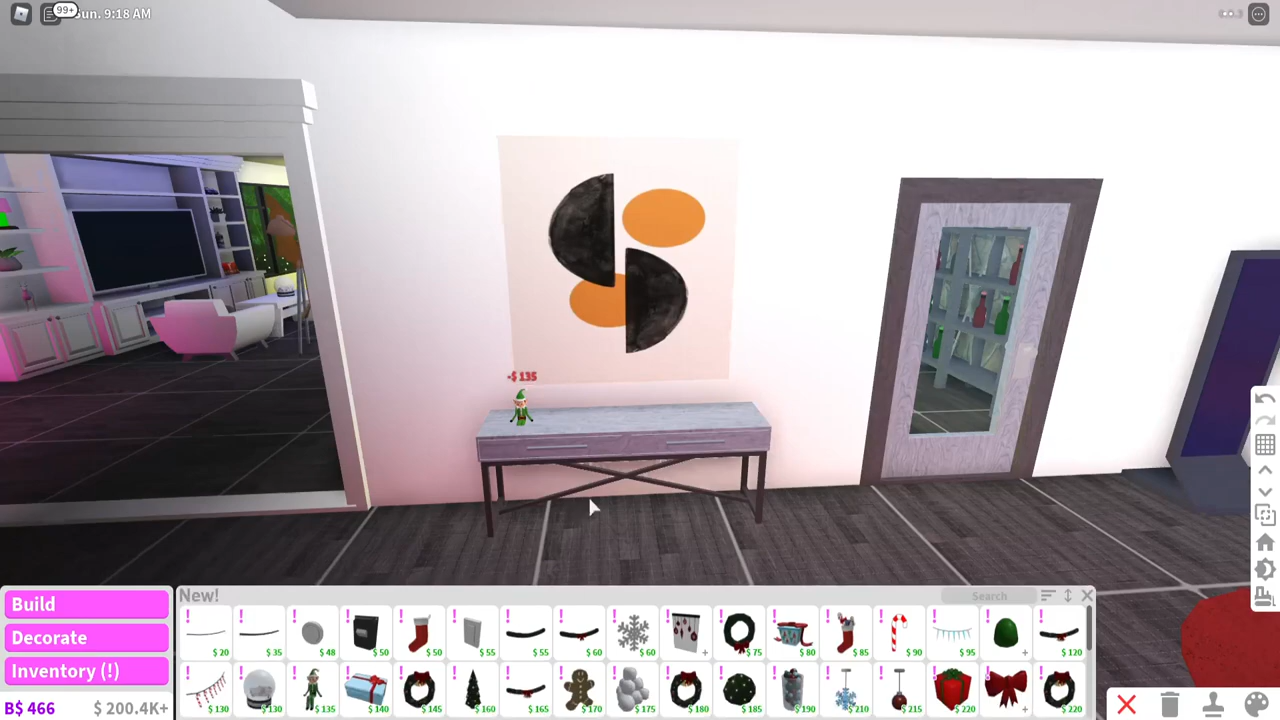 99+
Sun. 9:18 AM
-$ 135
New!
Search
Build
Decorate
Inventory (!)
B$ 466
$ 200.4K+
! $ 20
! $ 35
! $ 48
! $ 50
! $ 50
! $ 55
! $ 55
! $ 60
! $ 60
! +
! $ 75
! $ 80
! $ 85
! $ 90
! $ 95
! +
! $ 120
! $ 130
! $ 130
! $ 135
! $ 140
! $ 145
! $ 160
! $ 165
! $ 170
! $ 175
! $ 180
! $ 185
! $ 190
! $ 210
! $ 215
! $ 220
! +
! $ 220